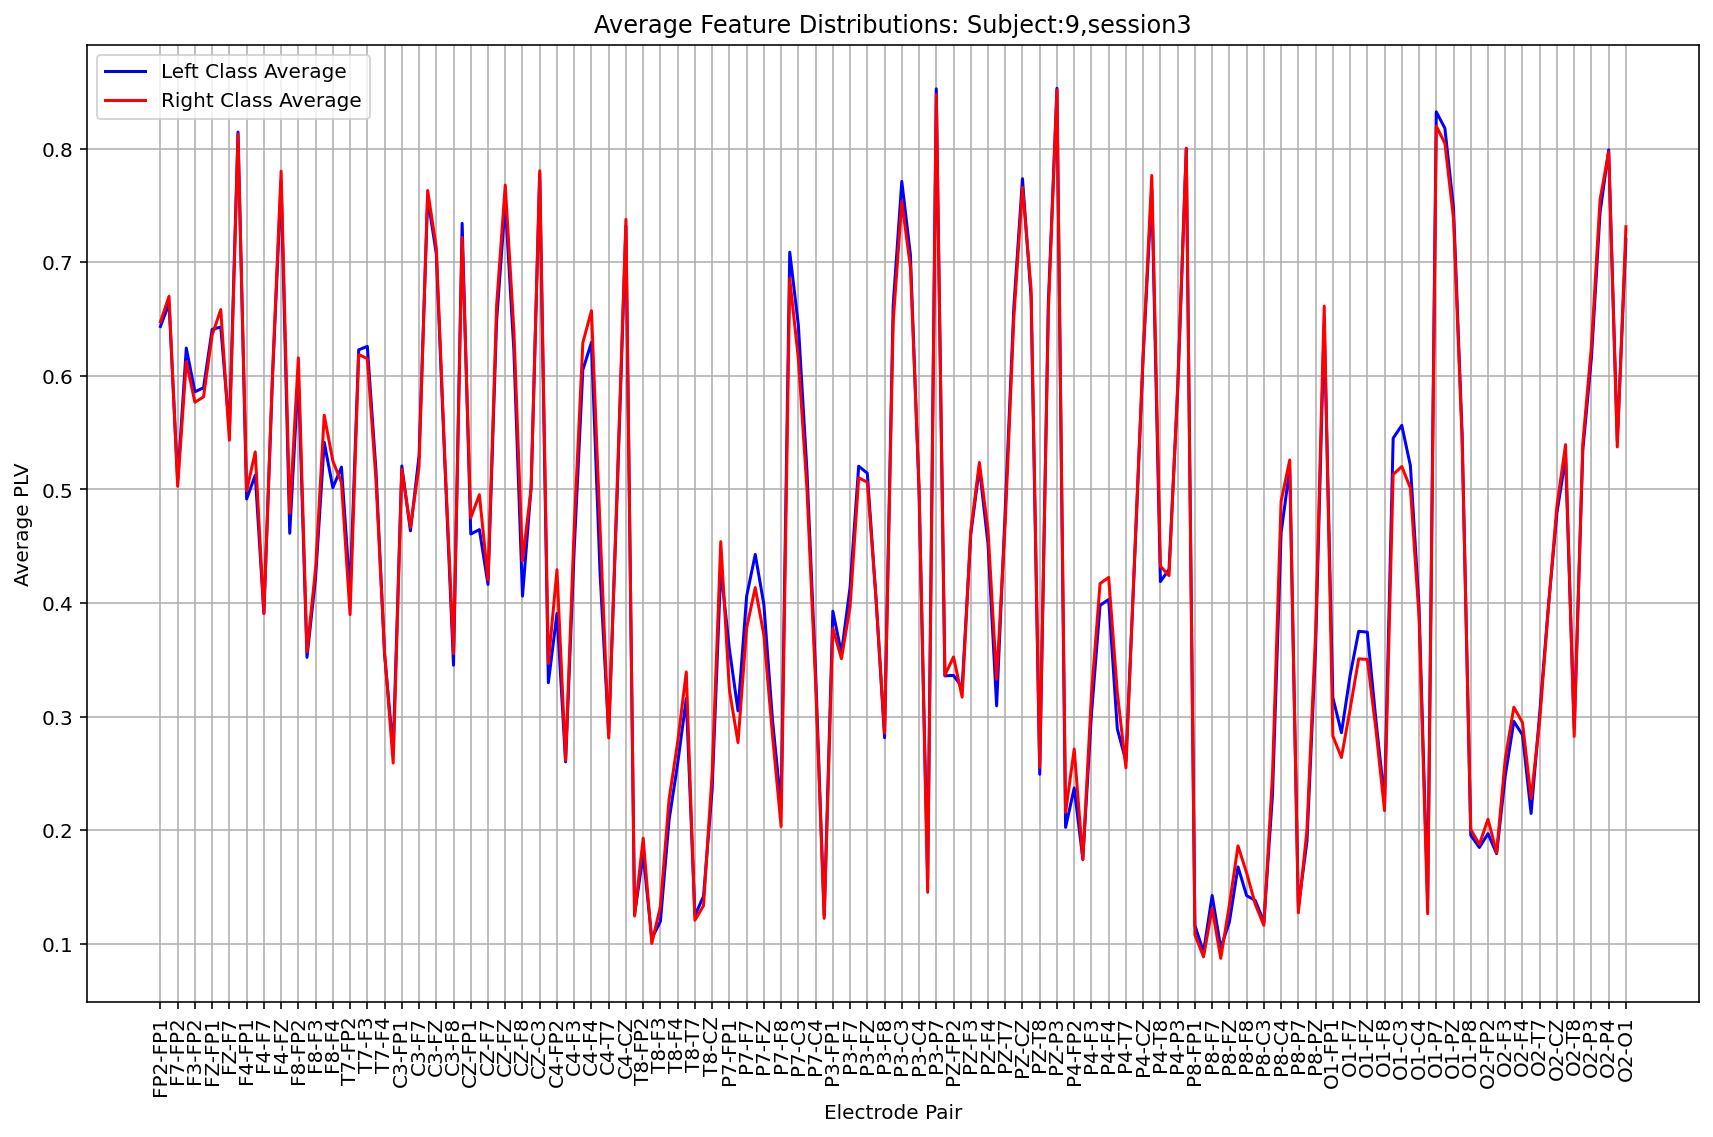 Average Feature Distributions: Subject:9,session3
Left Class Average
Right Class Average
Average PLV
0.8
0.7
0.6
0.5
0.4
0.3
0.2
0.1
FP2-FP1
F7-FP2
F3-FP2
FZ-FP1
FZ-F7
F4-FP1
F4-F7
F4-FZ
F8-FP2
F8-F3
F8-F4
T7-FP2
T7-F3
T7-F4
C3-FP1
C3-F7
C3-FZ
C3-F8
CZ-FP1
CZ-F7
CZ-FZ
CZ-F8
CZ-C3
C4-FP2
C4-F3
C4-F4
C4-T7
C4-CZ
T8-FP2
T8-F3
T8-F4
T8-T7
T8-CZ
P7-FP1
P7-F7
P7-FZ
P7-F8
P7-C3
P7-C4
P3-FP1
P3-F7
P3-FZ
P3-F8
P3-C3
P3-C4
P3-P7
PZ-FP2
PZ-F3
PZ-F4
PZ-T7
PZ-CZ
PZ-T8
PZ-P3
P4-FP2
P4-F3
P4-F4
P4-T7
P4-CZ
P4-T8
P4-P3
P8-FP1
P8-F7
P8-FZ
P8-F8
P8-C3
P8-C4
P8-P7
P8-PZ
O1-FP1
O1-F7
O1-FZ
O1-F8
O1-C3
O1-C4
O1-P7
O1-PZ
O1-P8
O2-FP2
O2-F3
O2-F4
O2-T7
O2-CZ
O2-T8
O2-P3
O2-P4
O2-O1
Electrode Pair